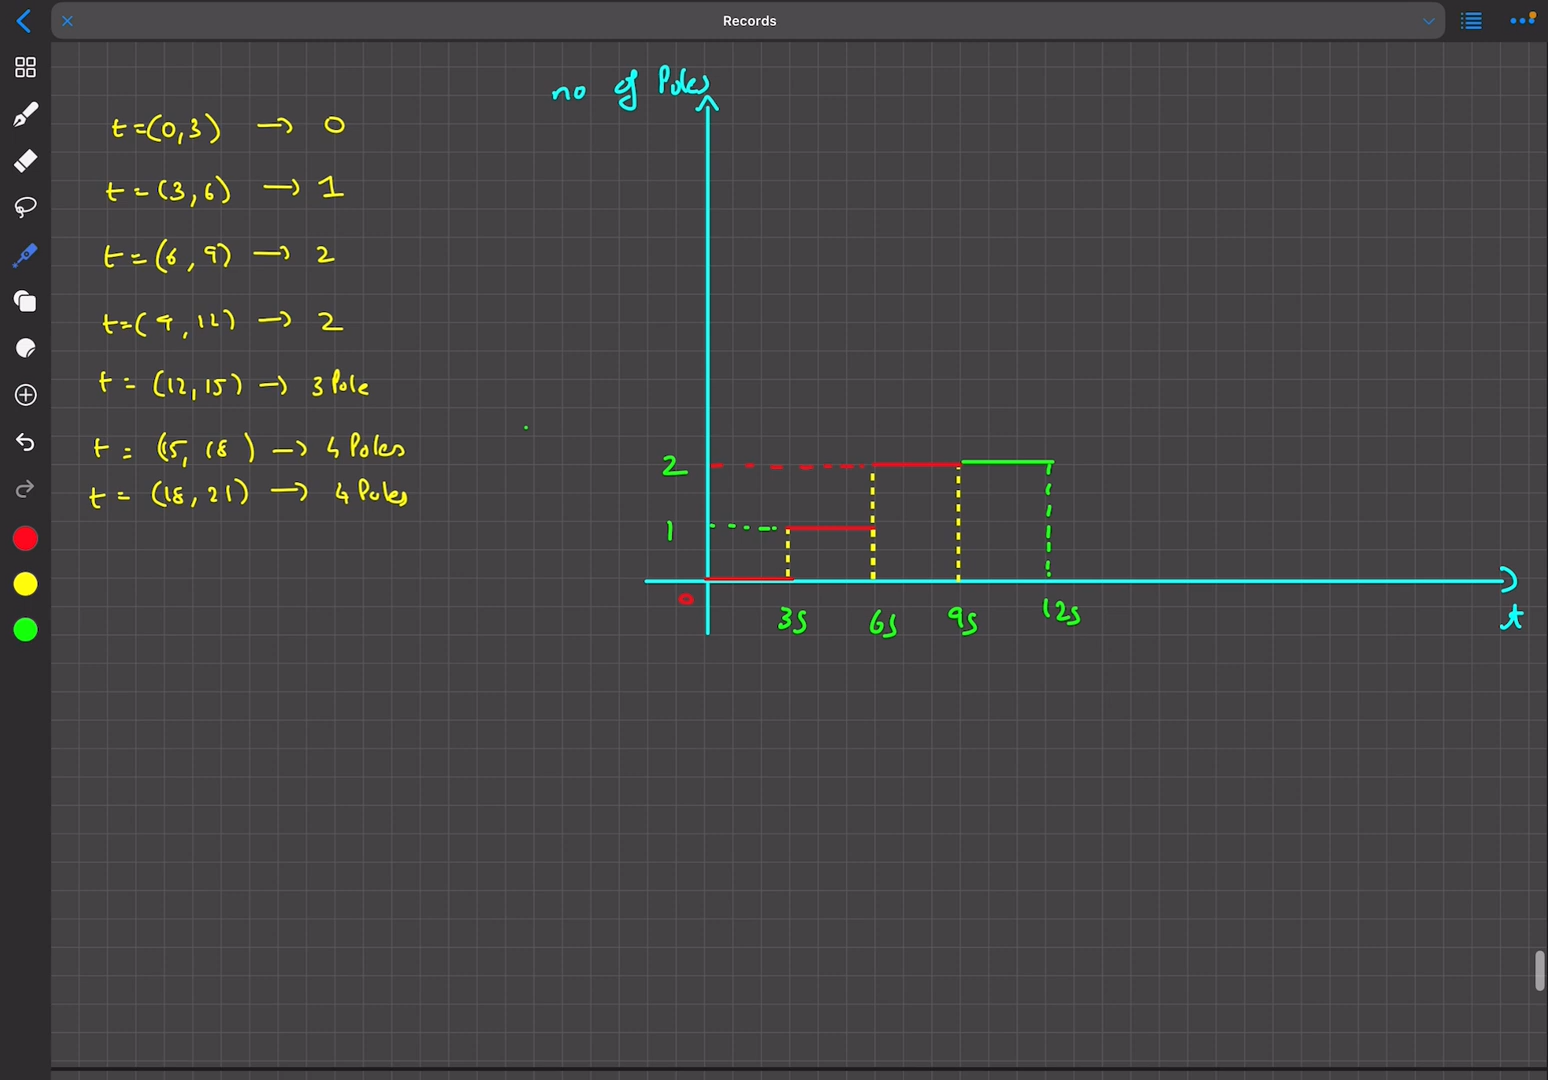 Records
no of Poles
t=(0,3) → 0
t=(3,6) → 1
t=(6,9) → 2
t=(9,12) → 2
t=(12,15) → 3 Pole
t=(15,18) → 4 Poles
t=(18,21) → 4 Poles
2
1
0
3s 6s 9s 12s
t